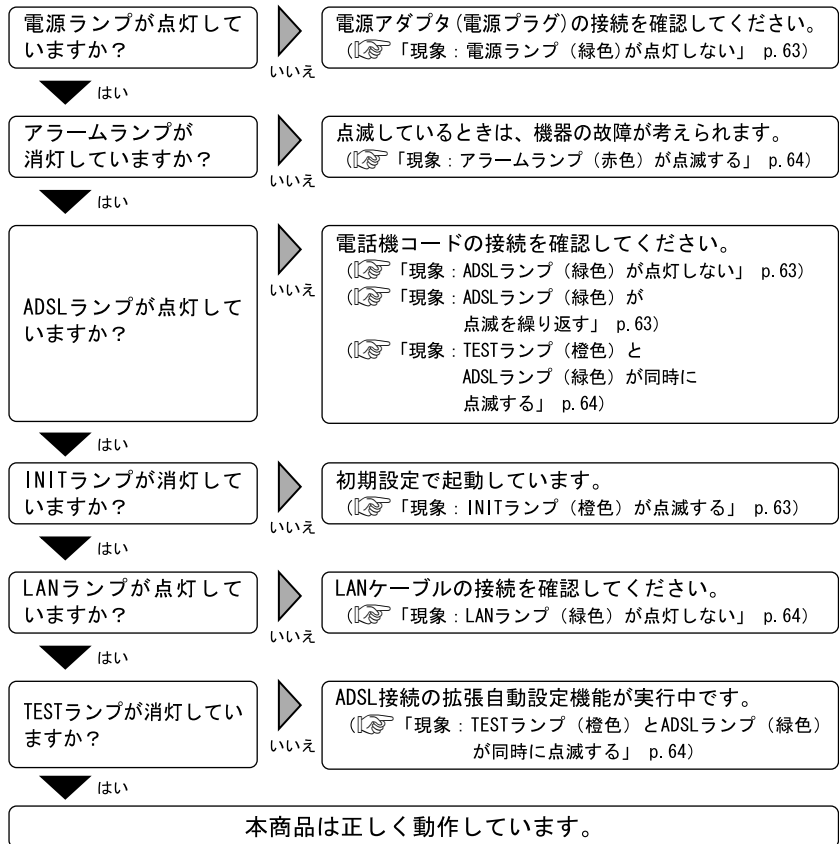 電源ランプが点灯して
いますか？
いいえ
電源アダプタ(電源プラグ)の接続を確認してください。
(「現象：電源ランプ（緑色)が点灯しない」 p.63)
はい
アラームランプが
消灯していますか？
いいえ
点滅しているときは、機器の故障が考えられます。
(「現象：アラームランプ（赤色）が点滅する」 p.64)
はい
ADSLランプが点灯して
いますか？
いいえ
電話機コードの接続を確認してください。
(「現象：ADSLランプ（緑色）が点灯しない」 p.63)
(「現象：ADSLランプ（緑色）が
点滅を繰り返す」 p.63)
(「現象：TESTランプ（橙色）と
ADSLランプ（緑色）が同時に
点滅する」 p.64)
はい
INITランプが消灯して
いますか？
いいえ
初期設定で起動しています。
(「現象：INITランプ（橙色）が点滅する」 p.63)
はい
LANランプが点灯して
いますか？
いいえ
LANケーブルの接続を確認してください。
(「現象：LANランプ（緑色）が点灯しない」 p.64)
はい
TESTランプが消灯してい
ますか？
いいえ
ADSL接続の拡張自動設定機能が実行中です。
(「現象：TESTランプ（橙色）とADSLランプ（緑色）
が同時に点滅する」 p.64)
はい
本商品は正しく動作しています。